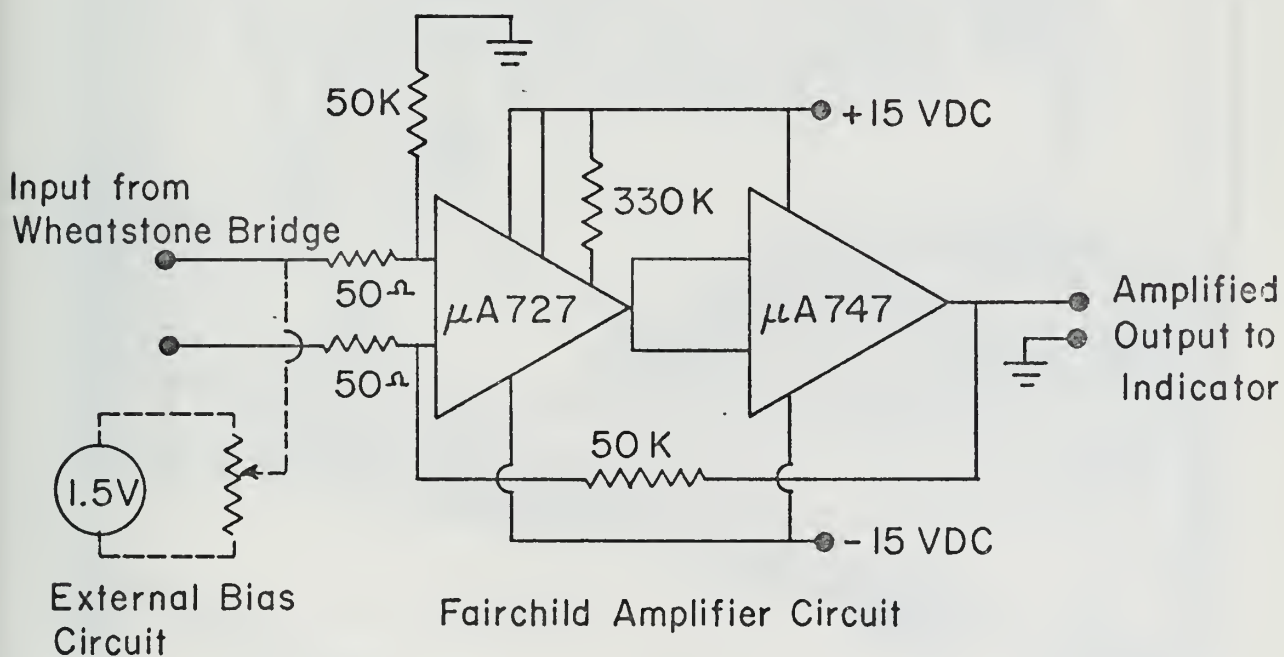 50K
+15 VDC
Input from
Wheatstone Bridge
330K
50Ω
μA727
μA747
Amplified
Output to
Indicator
50Ω
50K
1.5V
-15 VDC
External Bias
Circuit
Fairchild Amplifier Circuit